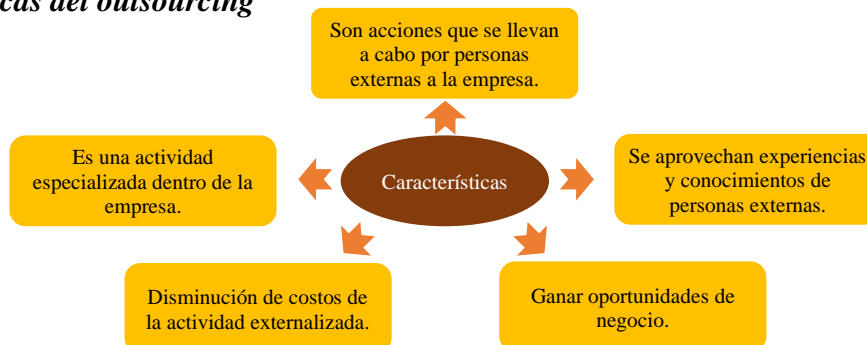 cas del outsourcing
Son acciones que se llevan
a cabo por personas
externas a la empresa.
Es una actividad
especializada dentro de la
empresa.
Características
Se aprovechan experiencias
y conocimientos de
personas externas.
Disminución de costos de
la actividad externalizada.
Ganar oportunidades de
negocio.